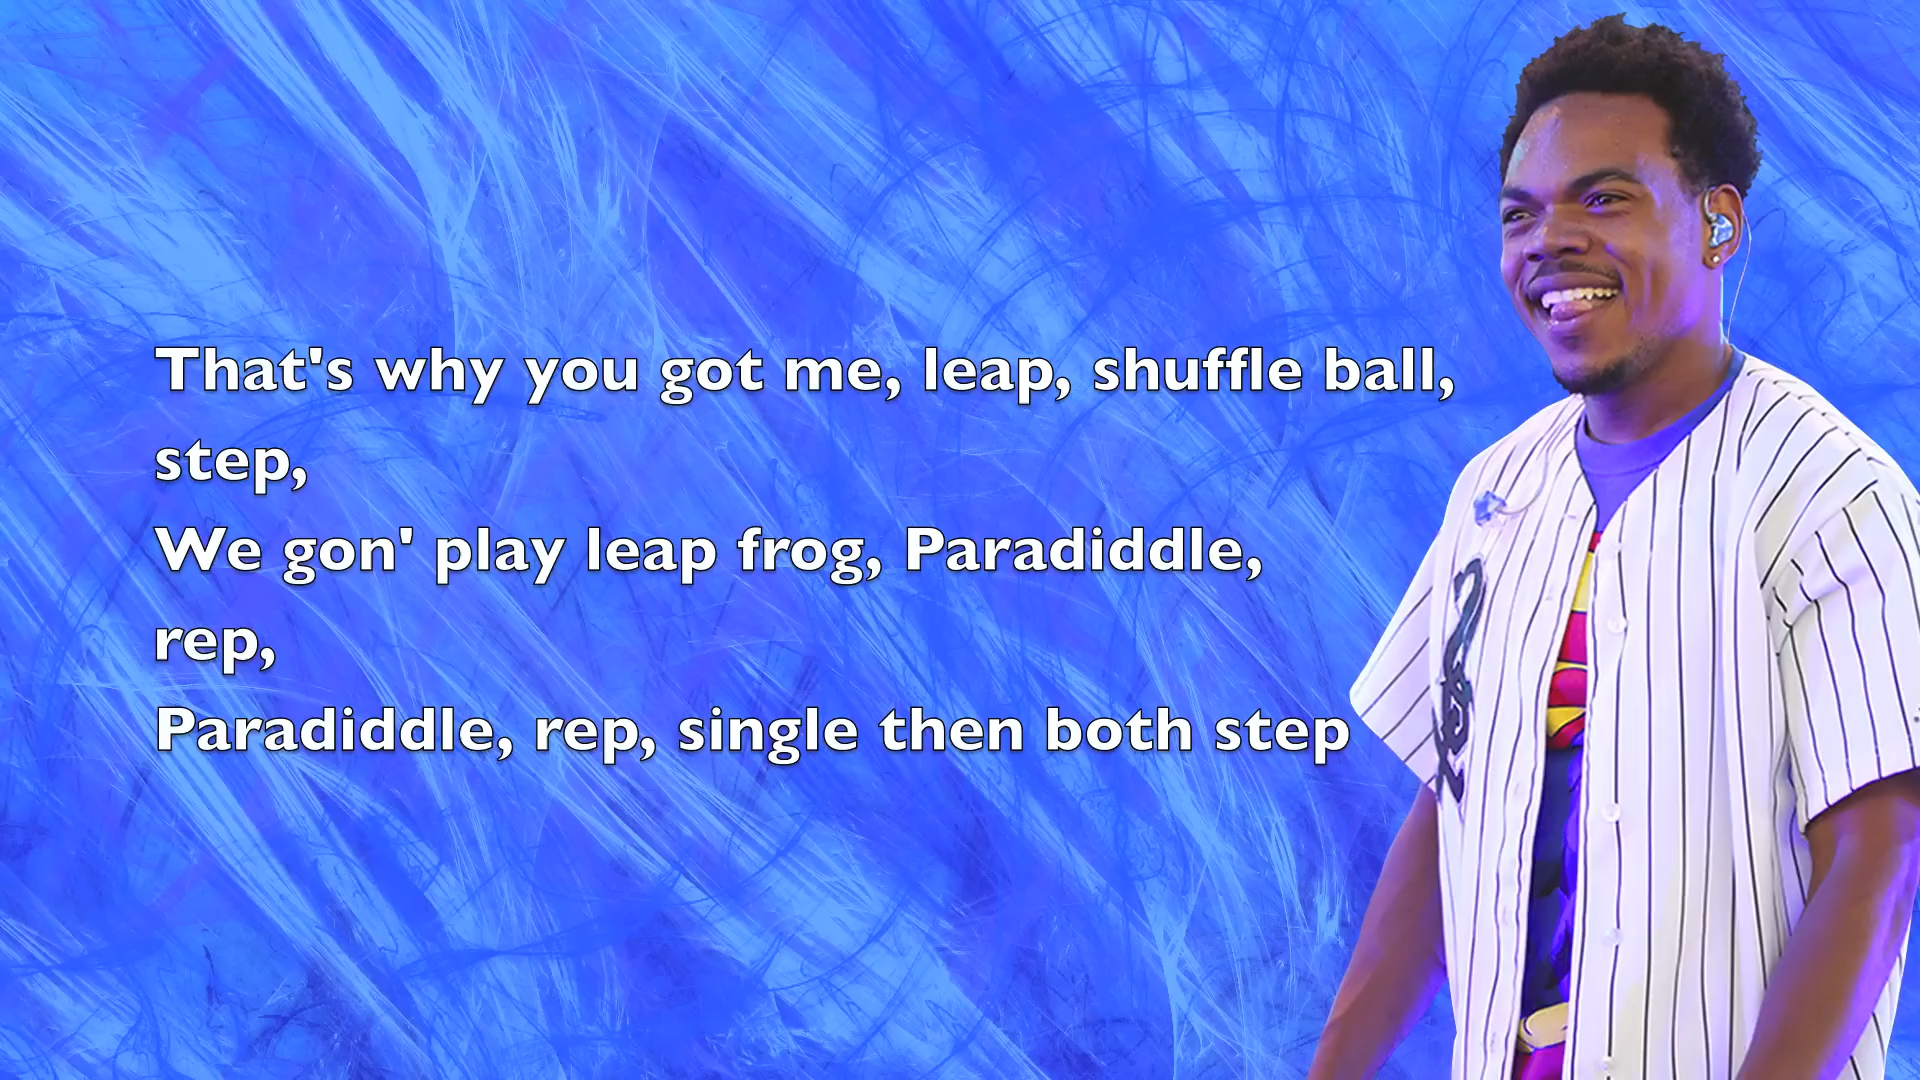 That's why you got me, leap, shuffle ball,
step,
We gon' play leap frog, Paradiddle,
rep,
Paradiddle, rep, single then both step